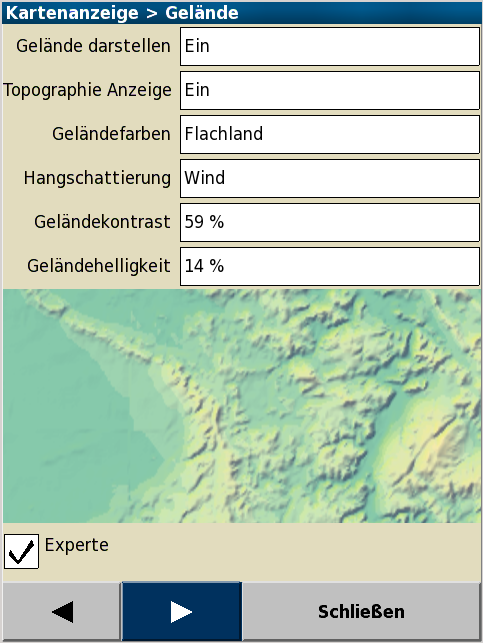 Kartenanzeige > Gelände
Gelände darstellen Ein
Topographie Anzeige Ein
Geländefarben Flachland
Hangschattierung Wind
Geländekontrast 59 %
Geländehelligkeit 14 %
Experte
Schließen